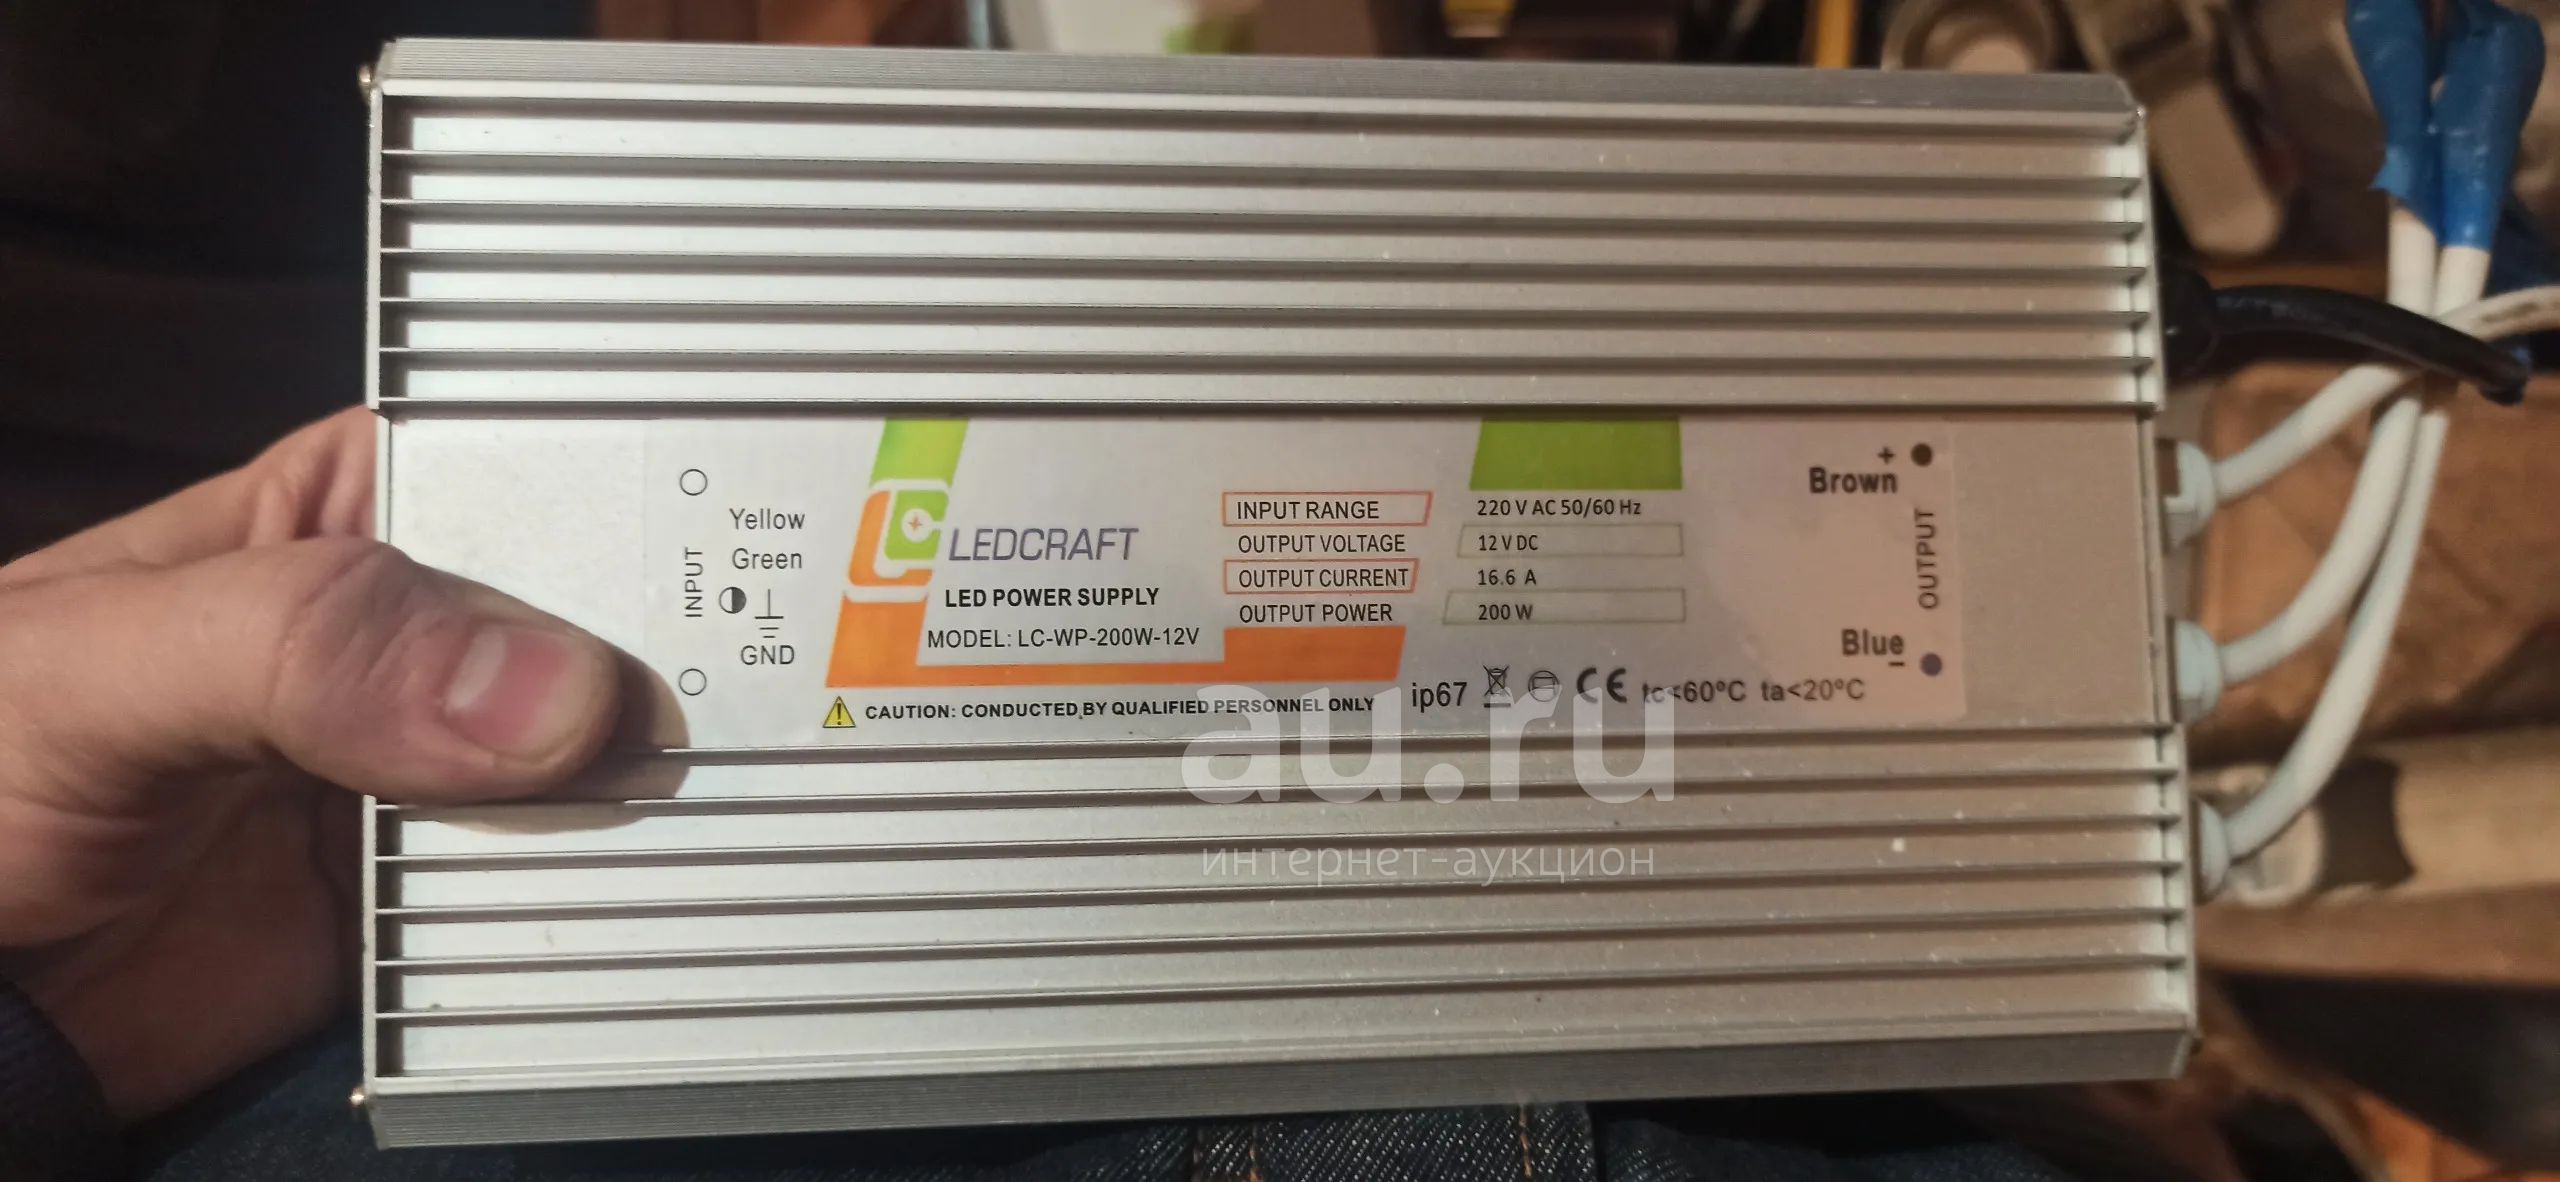 INPUT
Yellow
Green
GND
LEDCRAFT
LED POWER SUPPLY
MODEL: LC-WP-200W-12V
INPUT RANGE 220 V AC 50/60 Hz
OUTPUT VOLTAGE 12 V DC
OUTPUT CURRENT 16.6 A
OUTPUT POWER 200 W
CAUTION: CONDUCTED BY QUALIFIED PERSONNEL ONLY
ip67 CE tc<60°C ta<20°C
+
Brown
OUTPUT
Blue
−
au.ru
интернет-аукцион